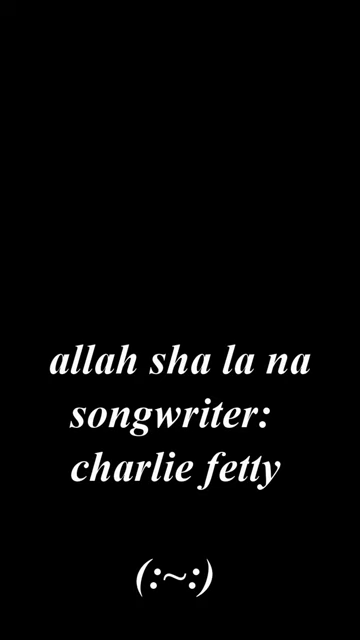 allah sha la na
songwriter:
charlie fetty
(:~:)